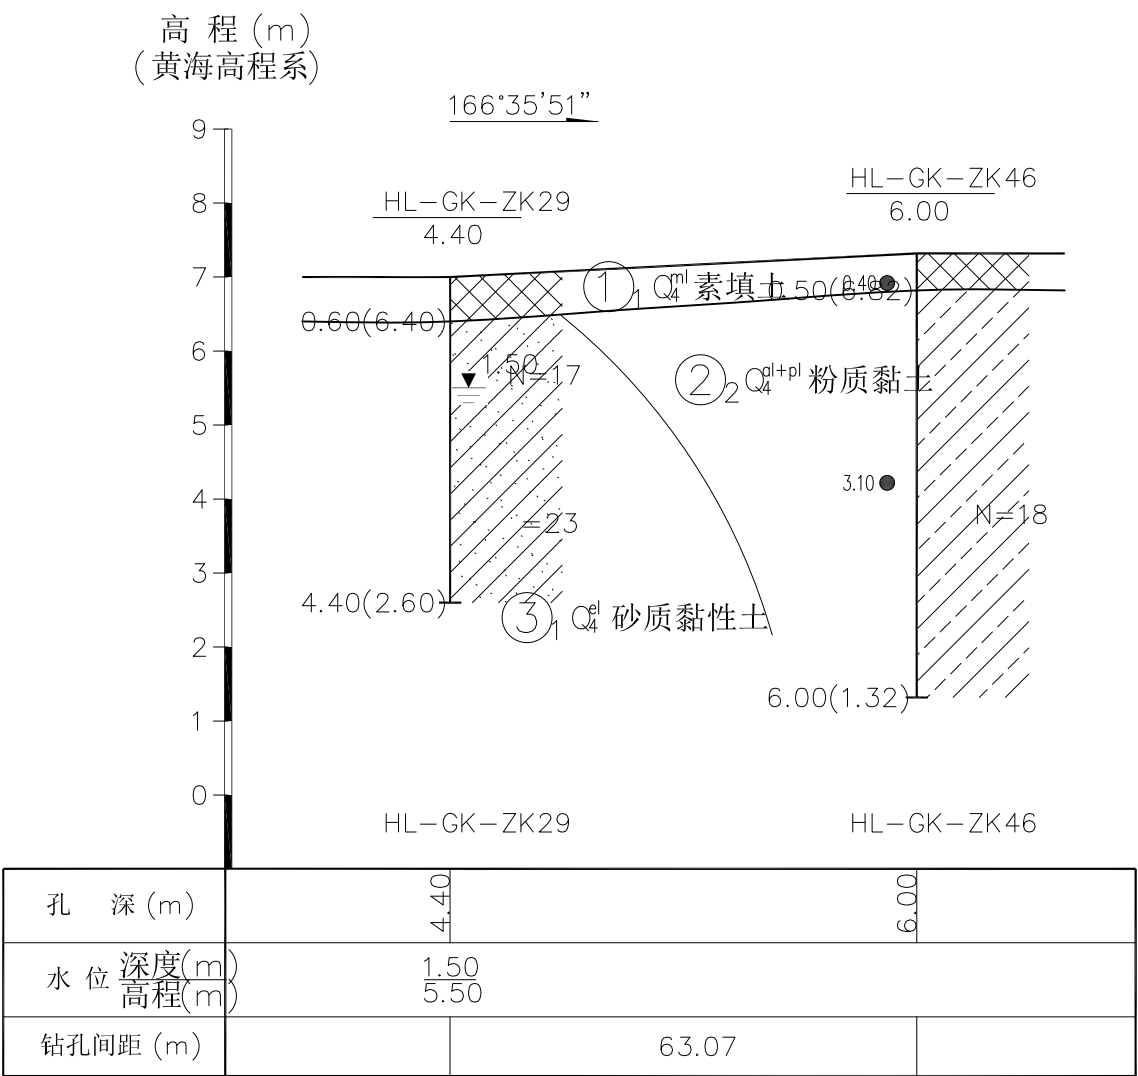 高 程 (m)
(黄海高程系)
166°35'51"
9
8
7
6
5
4
3
2
1
0
HL-GK-ZK29
4.40
HL-GK-ZK46
6.00
①1 Q4ml 素填土
0.50(6.82)
0.40
0.60(6.40)
1.50
N=17
②2 Q4al+pl 粉质黏土
3.10
N=18
=23
4.40(2.60)
③1 Q4el 砂质黏性土
6.00(1.32)
HL-GK-ZK29 HL-GK-ZK46
孔 深 (m) 4.40 6.00
水 位 深度(m) 1.50
高程(m) 5.50
钻孔间距 (m) 63.07